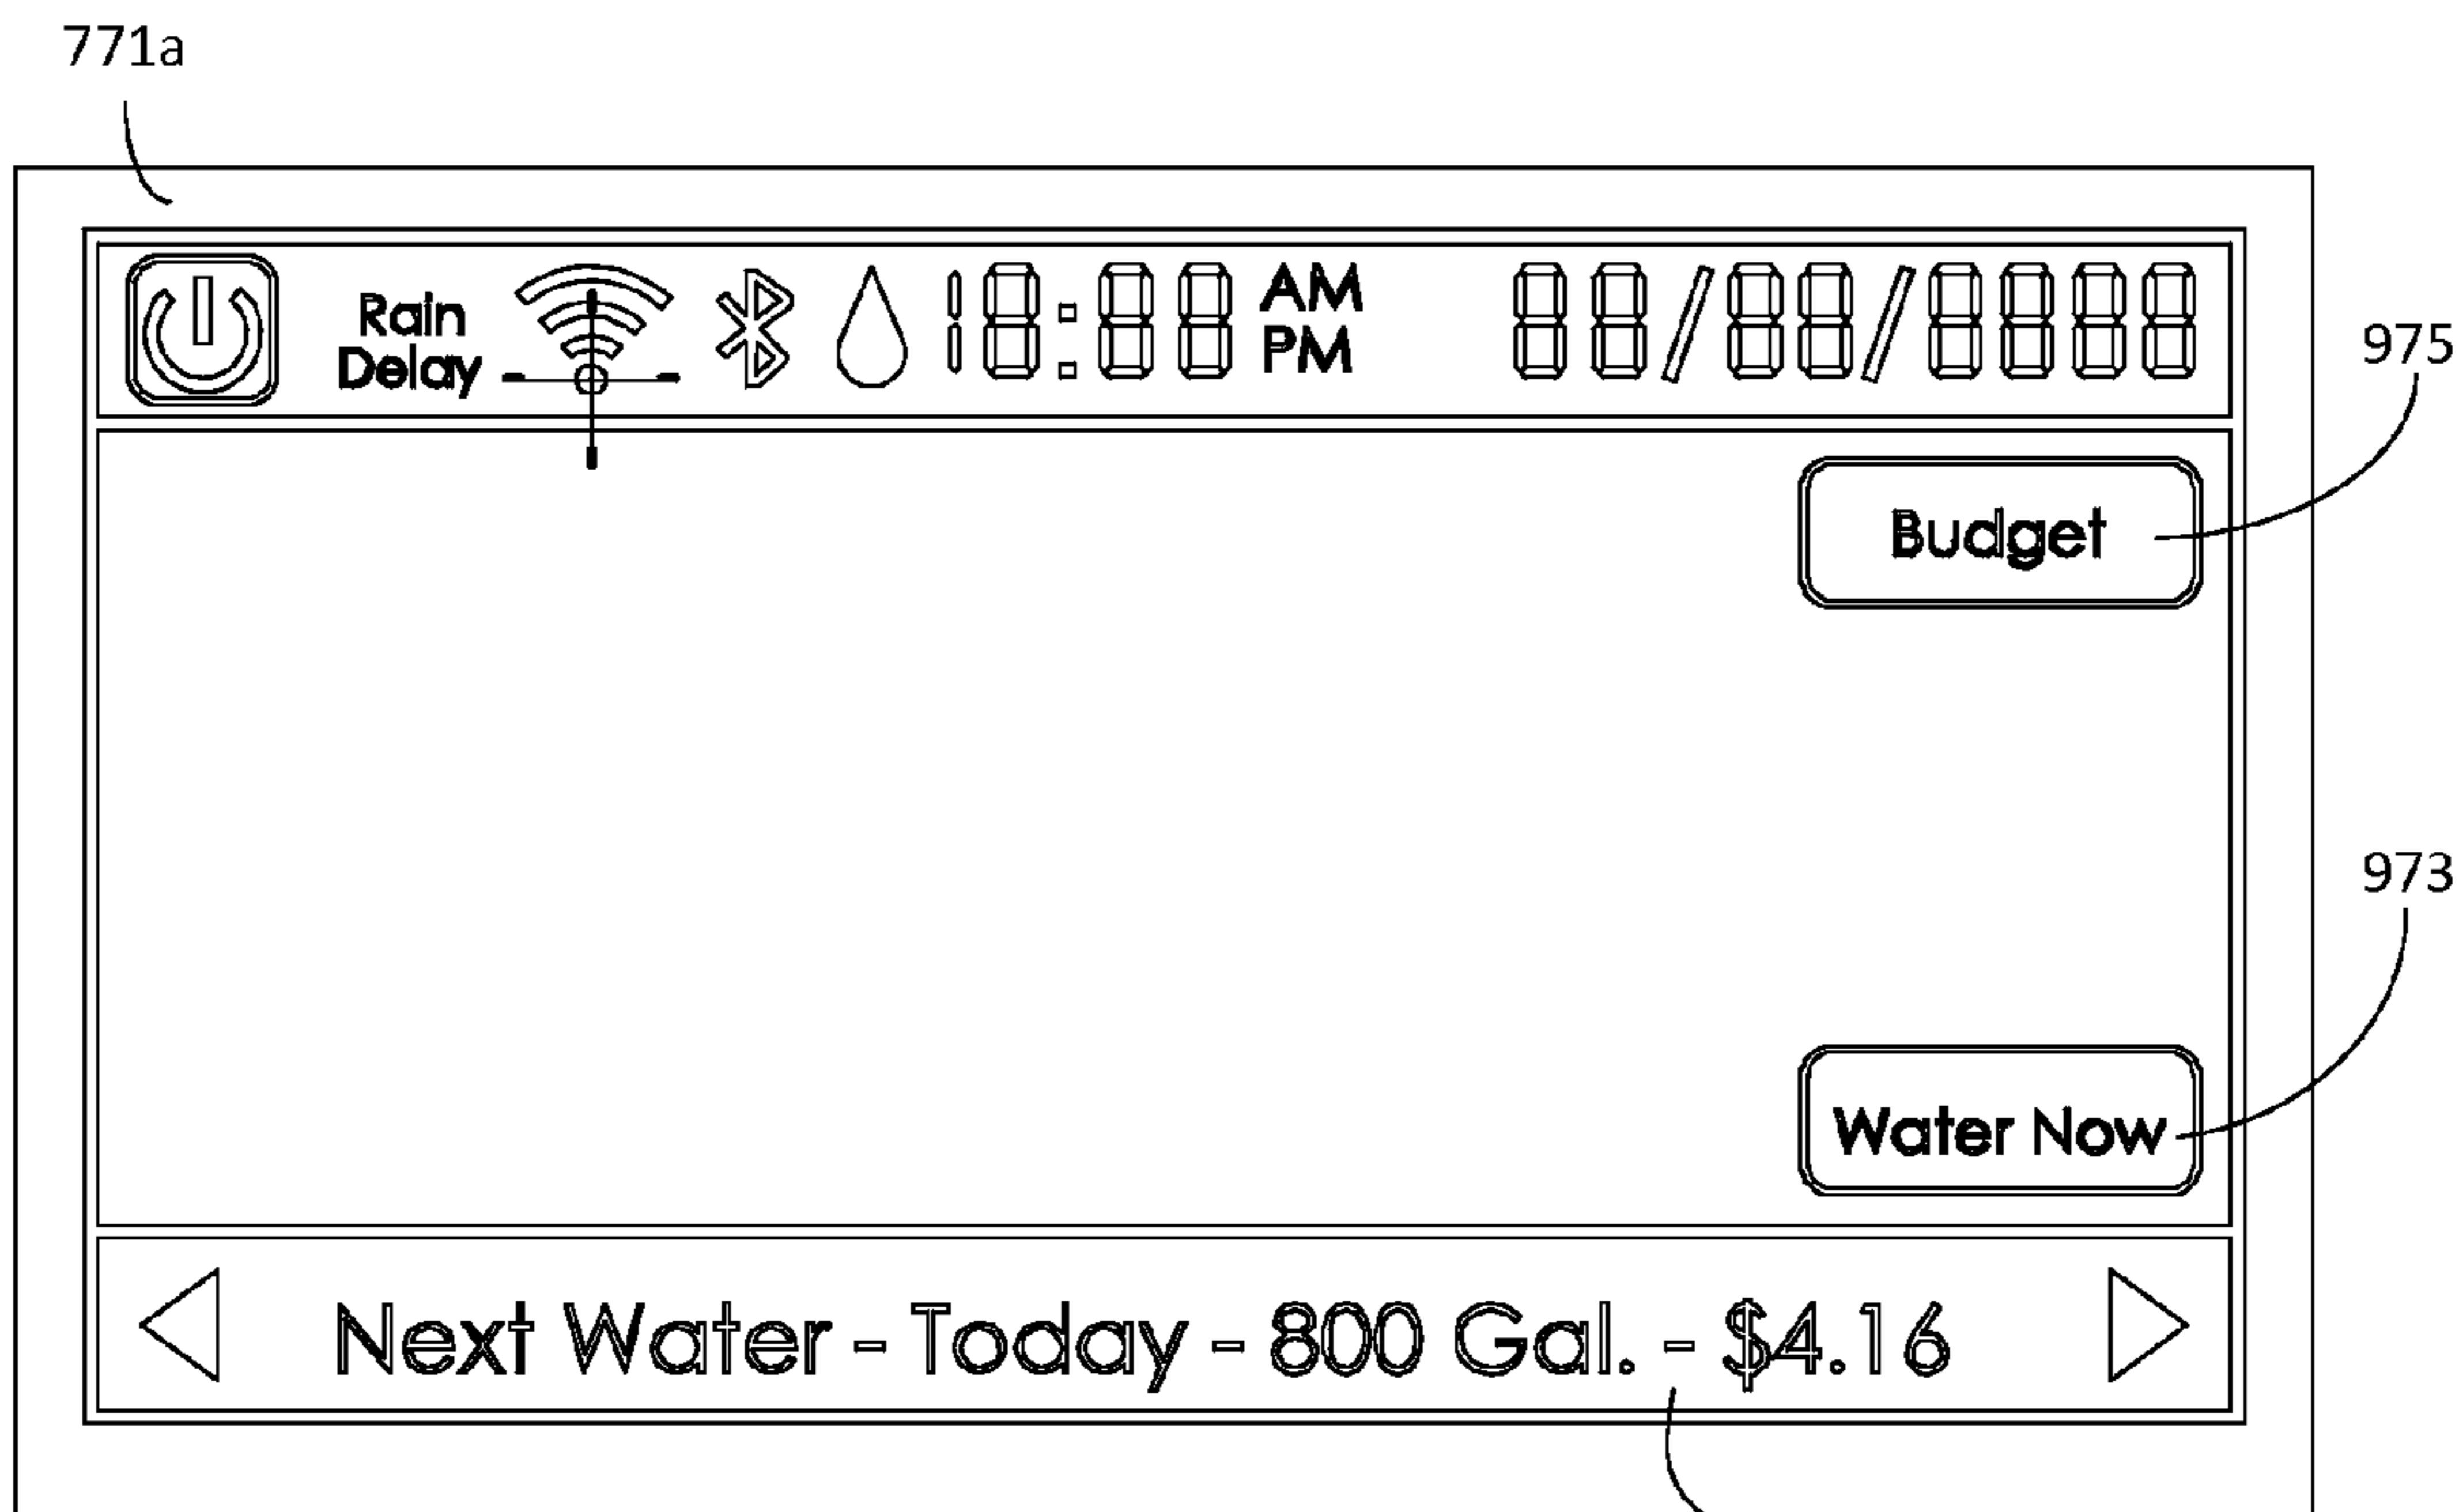 771a
Rain
Delay
18:88 AM PM 88/88/8888
975
Budget
973
Water Now
Next Water - Today - 800 Gal. - $4.16